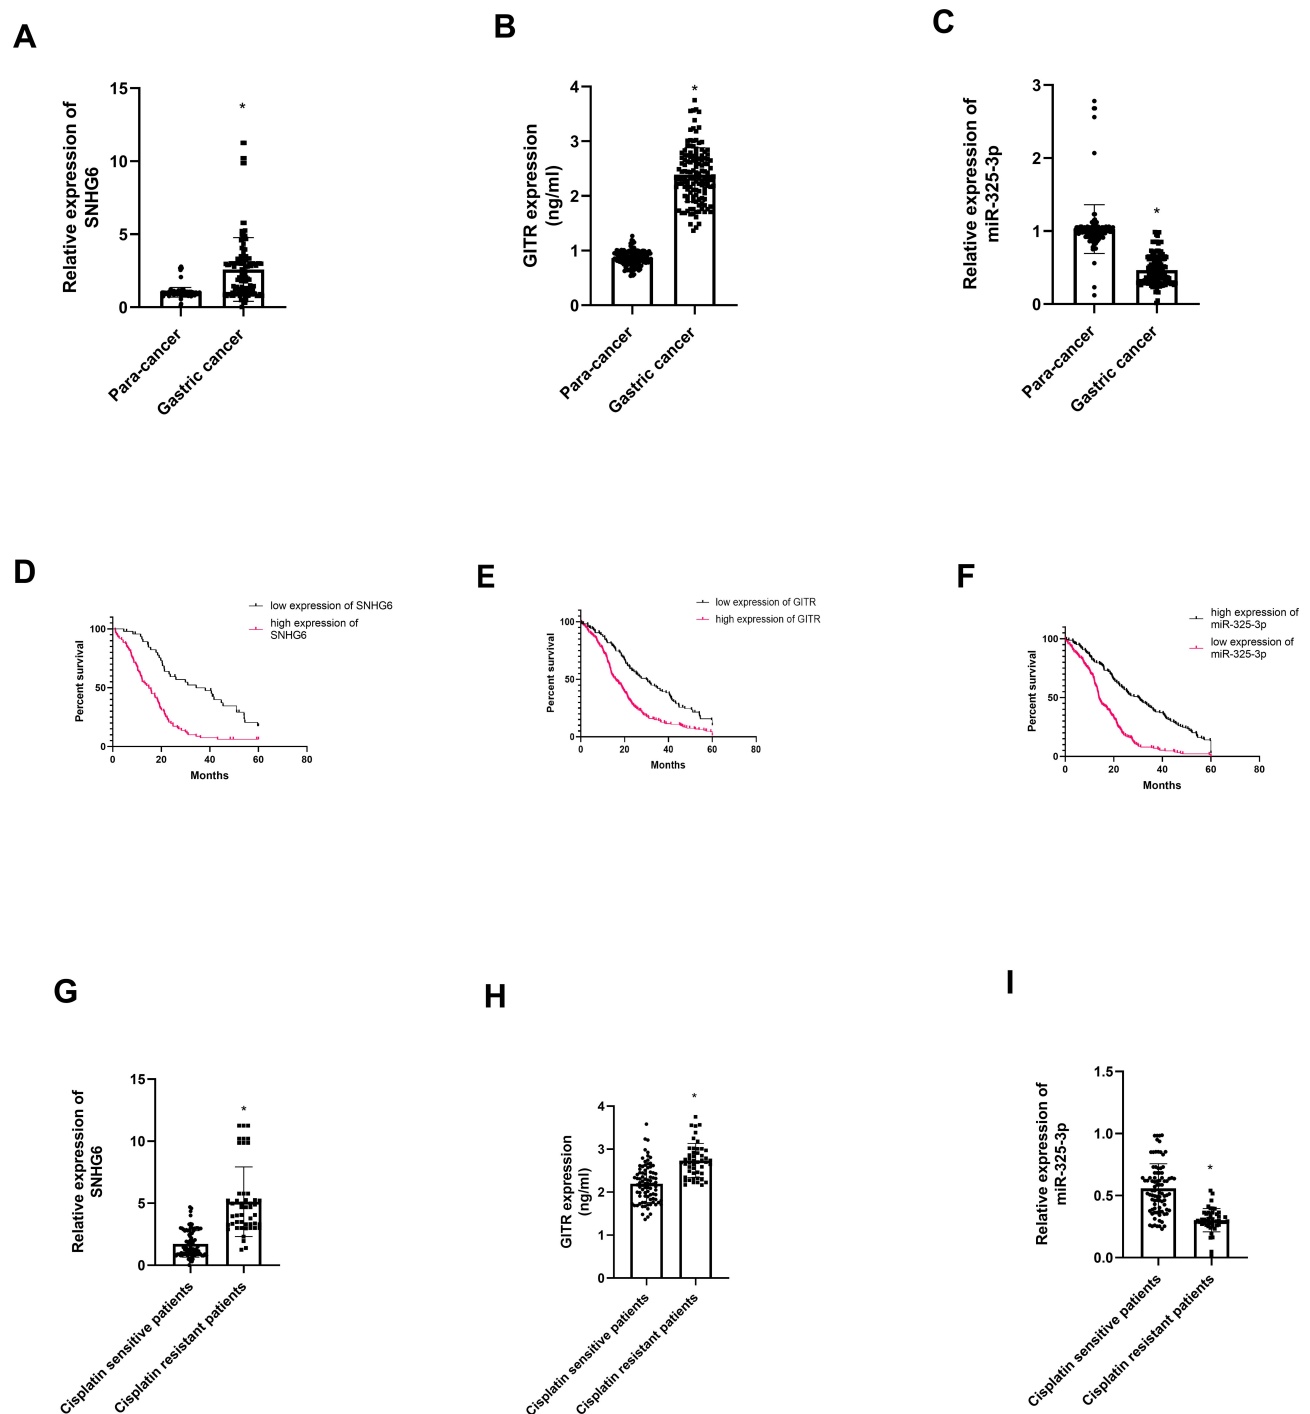 A
Relative expression of
SNHG6
15
10
5
0
*
Para-cancer
Gastric cancer
B
GITR expression
(ng/ml)
4
3
2
1
0
*
Para-cancer
Gastric cancer
C
Relative expression of
miR-325-3p
3
2
1
0
*
Para-cancer
Gastric cancer
D
low expression of SNHG6
high expression of
SNHG6
Percent survival
100
50
0
0
20
40
60
80
Months
E
low expression of GITR
high expression of GITR
Percent survival
100
50
0
0
20
40
60
80
Months
F
high expression of
miR-325-3p
low expression of
miR-325-3p
Percent survival
100
50
0
0
20
40
60
80
Months
G
Relative expression of
SNHG6
15
10
5
0
*
Cisplatin sensitive patients
Cisplatin resistant patients
H
GITR expression
(ng/ml)
4
3
2
1
0
*
Cisplatin sensitive patients
Cisplatin resistant patients
I
Relative expression of
miR-325-3p
1.5
1.0
0.5
0.0
*
Cisplatin sensitive patients
Cisplatin resistant patients